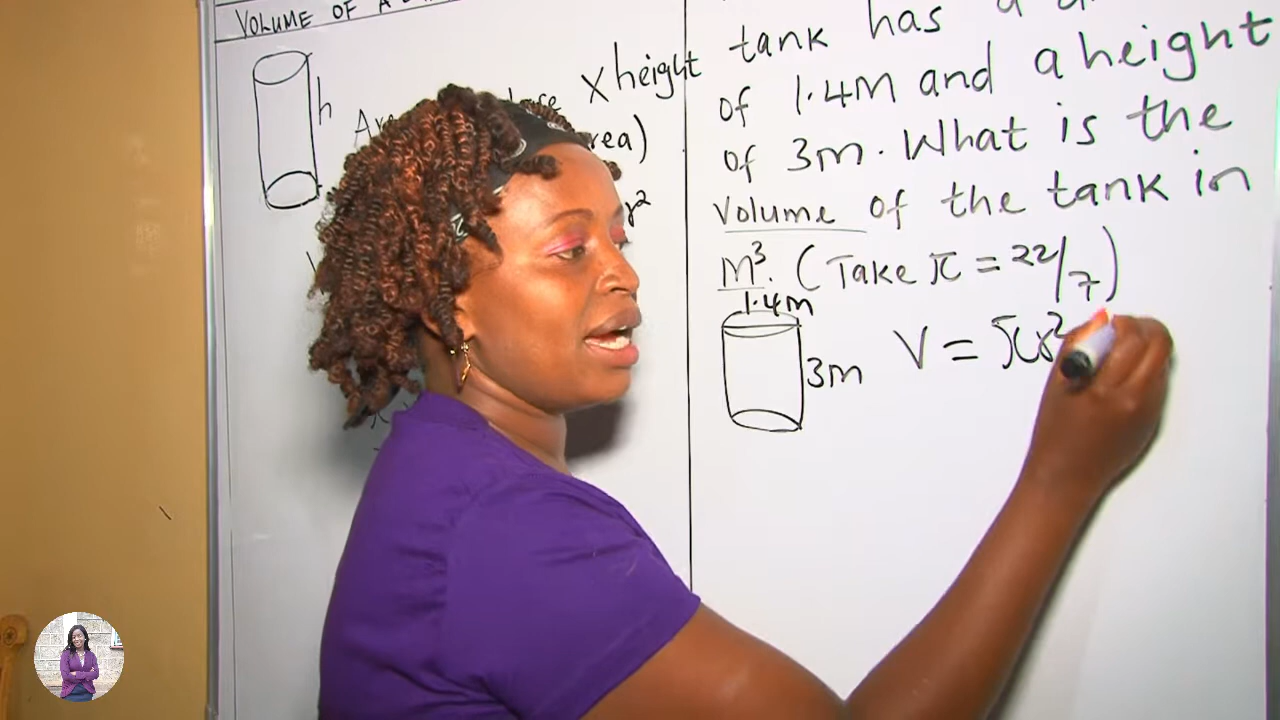 VOLUME OF A
h
X height
rea)
r²
tank has a
of 1.4M and a height
of 3m. What is the
Volume of the tank in
M³. (Take π = 22/7)
1.4m
3m
V = πr²